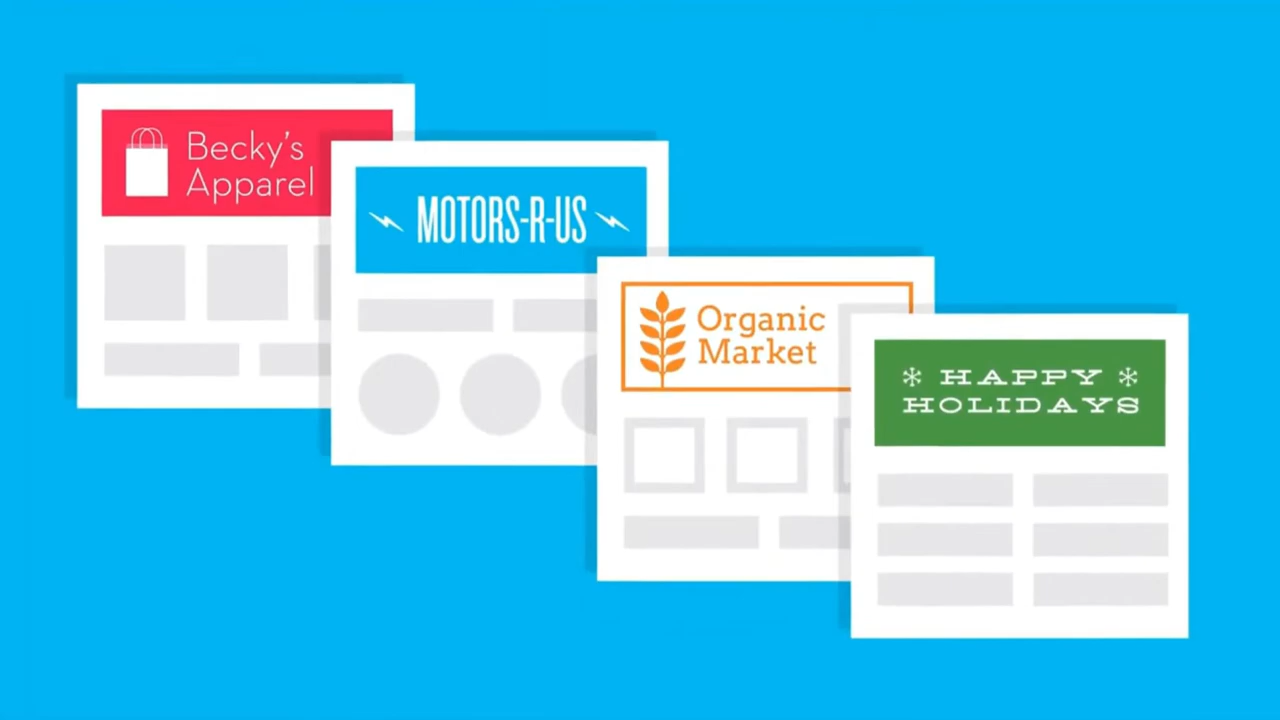 Becky's
Apparel
MOTORS-R-US
Organic
Market
HAPPY
HOLIDAYS